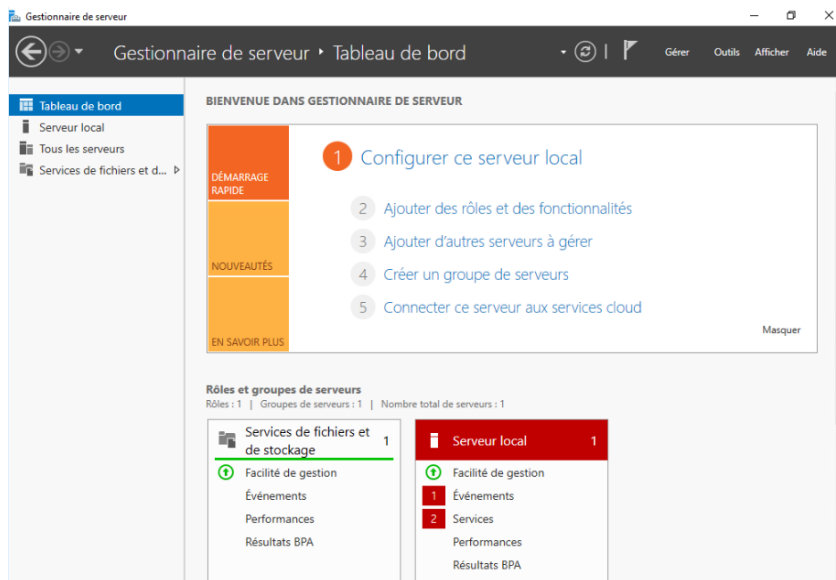 Gestionnaire de serveur
Gestionnaire de serveur ‣ Tableau de bord
Gérer Outils Afficher Aide
Tableau de bord
Serveur local
Tous les serveurs
Services de fichiers et d...
BIENVENUE DANS GESTIONNAIRE DE SERVEUR
DÉMARRAGE
RAPIDE
NOUVEAUTÉS
EN SAVOIR PLUS
1 Configurer ce serveur local
2 Ajouter des rôles et des fonctionnalités
3 Ajouter d'autres serveurs à gérer
4 Créer un groupe de serveurs
5 Connecter ce serveur aux services cloud
Masquer
Rôles et groupes de serveurs
Rôles : 1 | Groupes de serveurs : 1 | Nombre total de serveurs : 1
Services de fichiers et
de stockage 1
Facilité de gestion
Événements
Performances
Résultats BPA
Serveur local 1
Facilité de gestion
1 Événements
2 Services
Performances
Résultats BPA